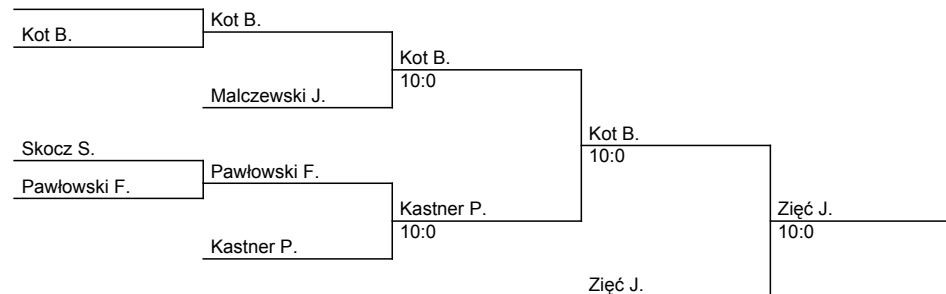 Kot B.
Kot B.
Kot B.
10:0
Malczewski J.
Kot B.
10:0
Skocz S.
Pawłowski F.
Pawłowski F.
Kastner P.
10:0
Kastner P.
Zięć J.
10:0
Zięć J.